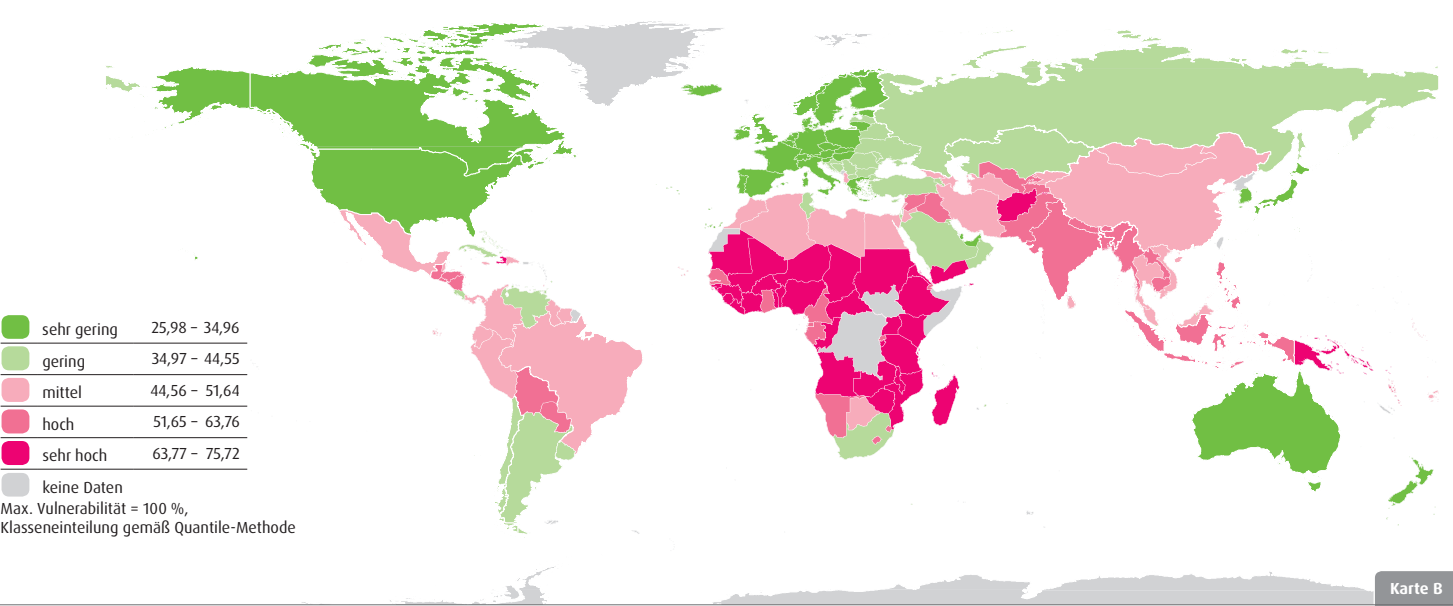 sehr gering 25,98 – 34,96
gering 34,97 – 44,55
mittel 44,56 – 51,64
hoch 51,65 – 63,76
sehr hoch 63,77 – 75,72
keine Daten
Max. Vulnerabilität = 100 %,
Klasseneinteilung gemäß Quantile-Methode
Karte B